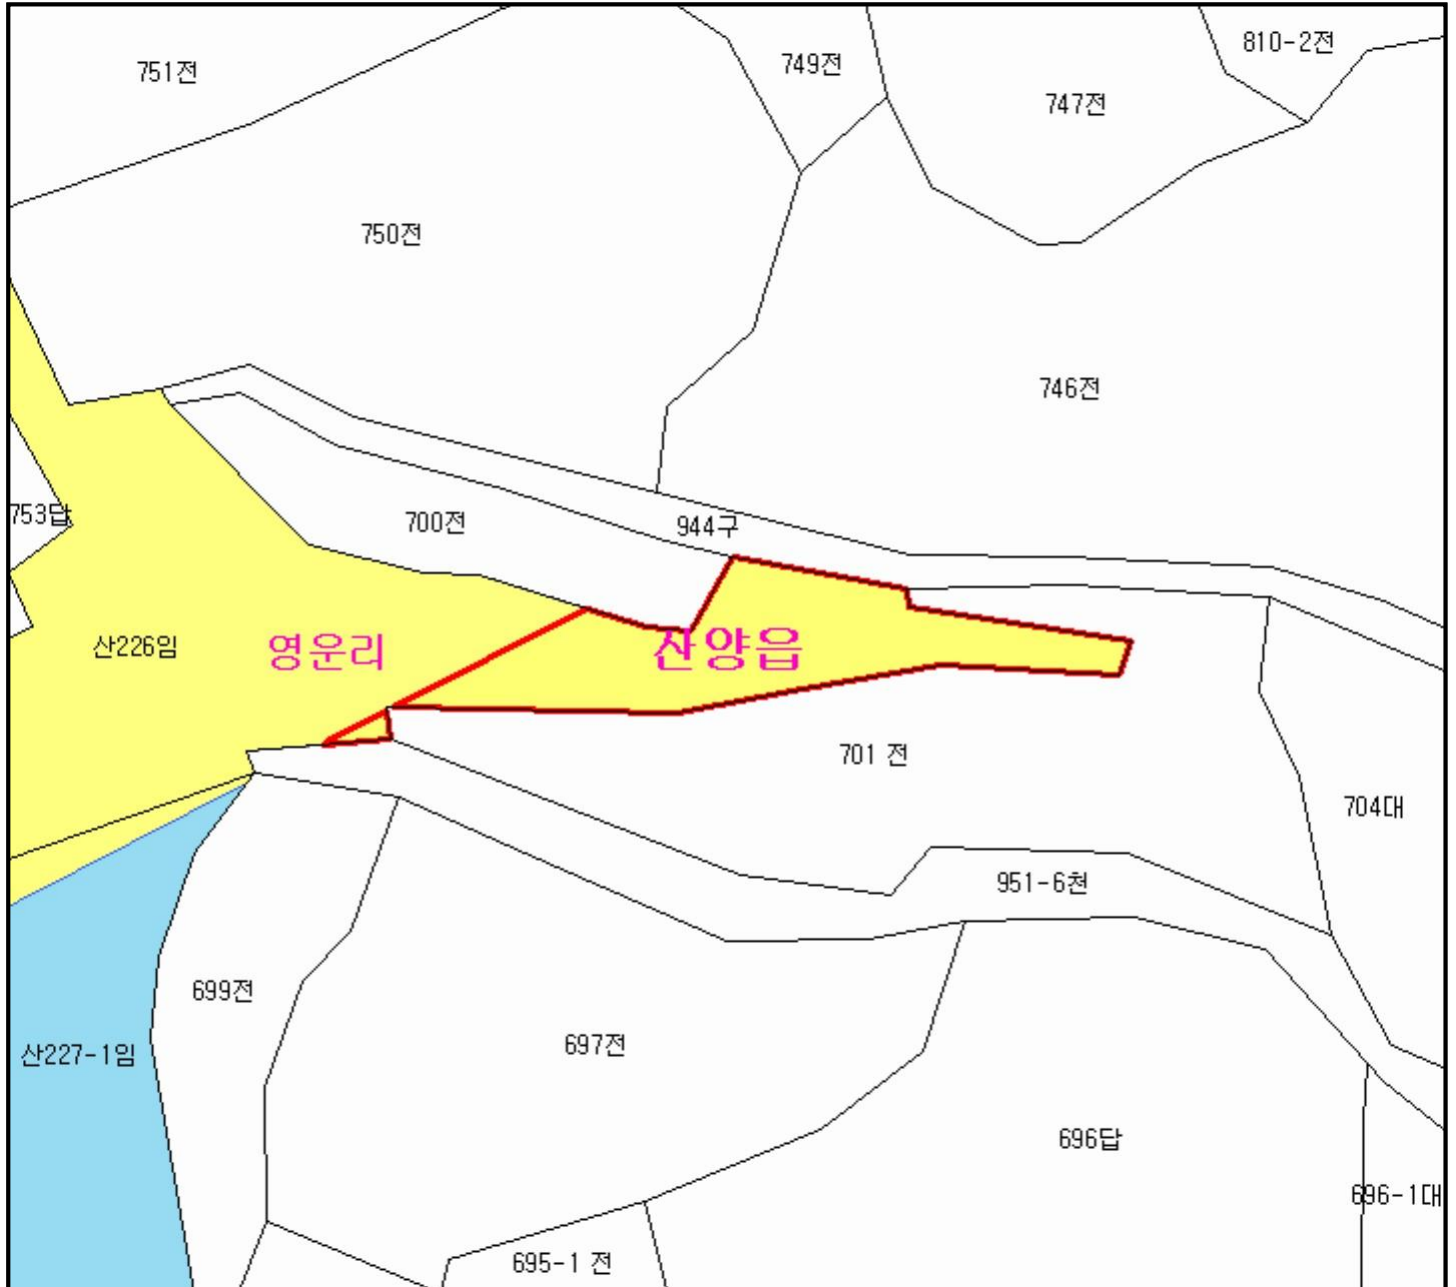 810-2전
751전
749전
747전
750전
746전
753답
700전
944구
산226임
영운리
산양읍
701 전
704대
951-6천
699전
697전
산227-1임
696답
696-1대
695-1 전